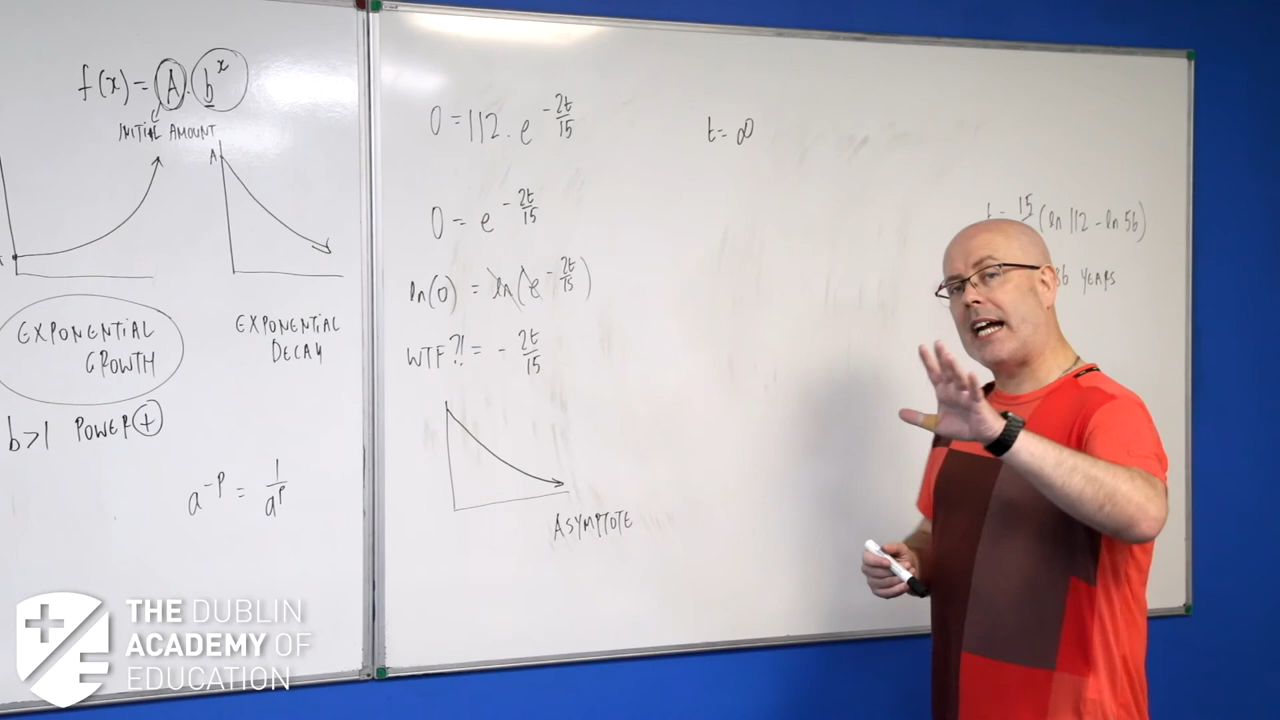 f(x) = A . b^x
INITIAL AMOUNT
A
EXPONENTIAL
GROWTH
EXPONENTIAL
DECAY
b>1 POWER +
a^-p = 1/a^p
0 = 112 . e^-2t/15
0 = e^-2t/15
ln(0) = ln(e^-2t/15)
WTF?! = - 2t/15
ASYMPTOTE
t = ∞
(ln 112 - ln 56)
YEARS
THE DUBLIN
ACADEMY OF
EDUCATION